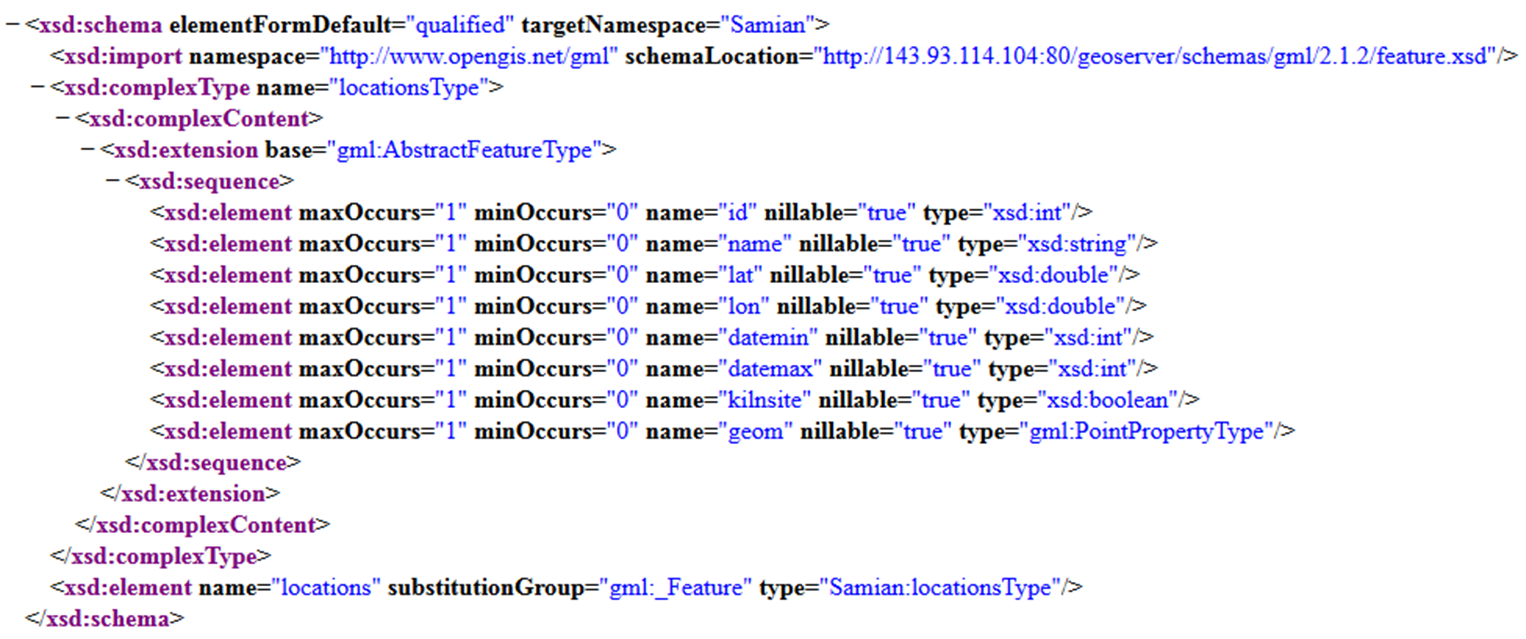 −<xsd:schema elementFormDefault="qualified" targetNamespace="Samian">
<xsd:import namespace="http://www.opengis.net/gml" schemaLocation="http://143.93.114.104:80/geoserver/schemas/gml/2.1.2/feature.xsd"/>
−<xsd:complexType name="locationsType">
−<xsd:complexContent>
−<xsd:extension base="gml:AbstractFeatureType">
−<xsd:sequence>
<xsd:element maxOccurs="1" minOccurs="0" name="id" nillable="true" type="xsd:int"/>
<xsd:element maxOccurs="1" minOccurs="0" name="name" nillable="true" type="xsd:string"/>
<xsd:element maxOccurs="1" minOccurs="0" name="lat" nillable="true" type="xsd:double"/>
<xsd:element maxOccurs="1" minOccurs="0" name="lon" nillable="true" type="xsd:double"/>
<xsd:element maxOccurs="1" minOccurs="0" name="datemin" nillable="true" type="xsd:int"/>
<xsd:element maxOccurs="1" minOccurs="0" name="datemax" nillable="true" type="xsd:int"/>
<xsd:element maxOccurs="1" minOccurs="0" name="kilnsite" nillable="true" type="xsd:boolean"/>
<xsd:element maxOccurs="1" minOccurs="0" name="geom" nillable="true" type="gml:PointPropertyType"/>
</xsd:sequence>
</xsd:extension>
</xsd:complexContent>
</xsd:complexType>
<xsd:element name="locations" substitutionGroup="gml:_Feature" type="Samian:locationsType"/>
</xsd:schema>